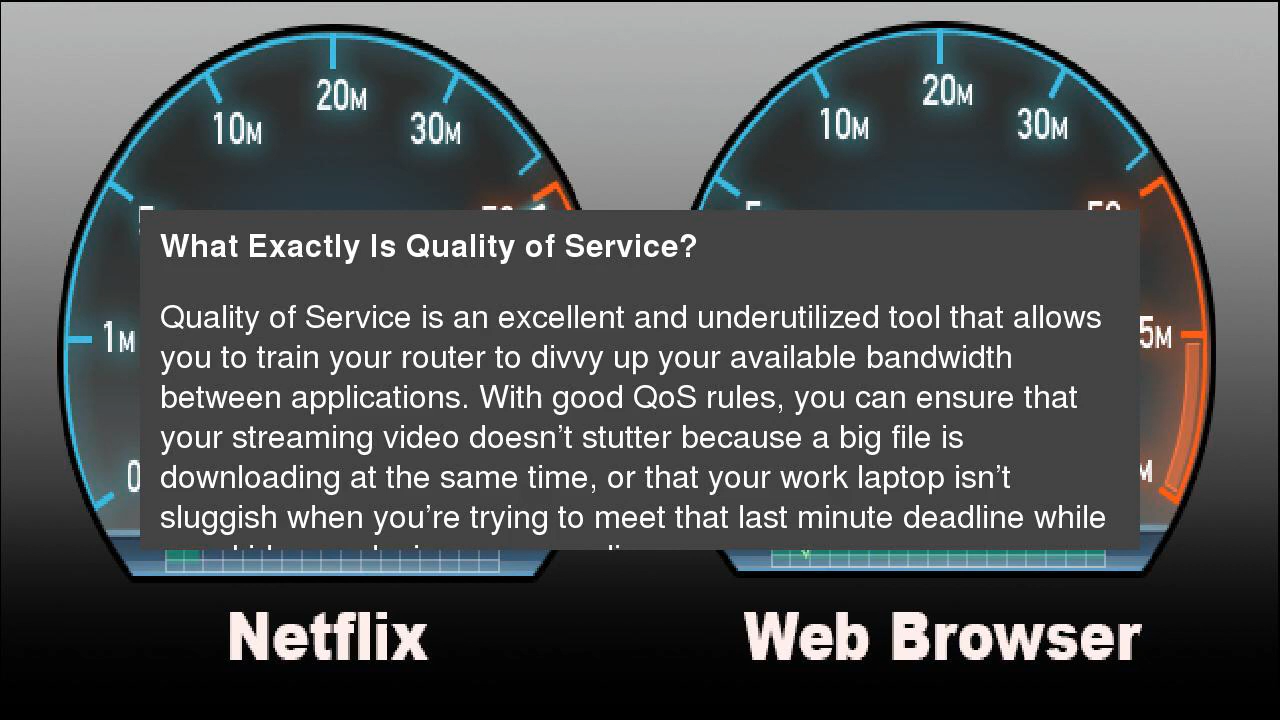 20M
20M
10M
30M
10M
30M
What Exactly Is Quality of Service?
Quality of Service is an excellent and underutilized tool that allows
you to train your router to divvy up your available bandwidth
between applications. With good QoS rules, you can ensure that
your streaming video doesn’t stutter because a big file is
downloading at the same time, or that your work laptop isn’t
sluggish when you’re trying to meet that last minute deadline while
1M
5M
0
Netflix
Web Browser